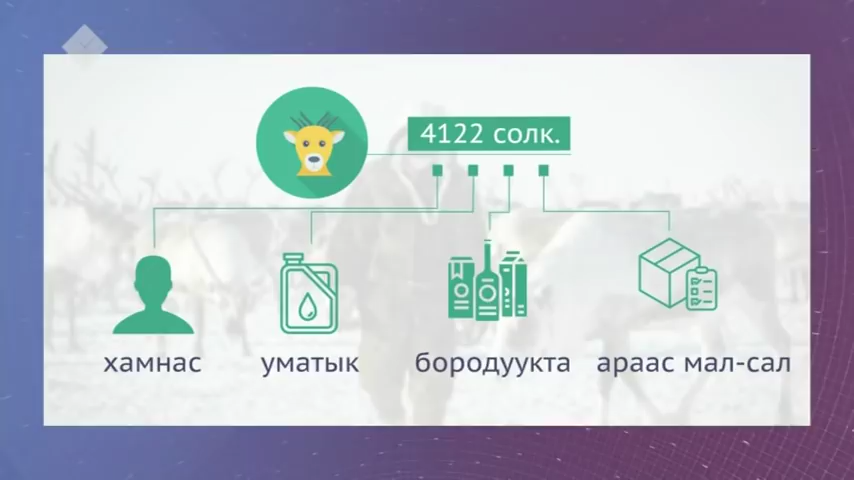 4122 солк.
хамнас
уматык
бородуукта
араас мал-сал